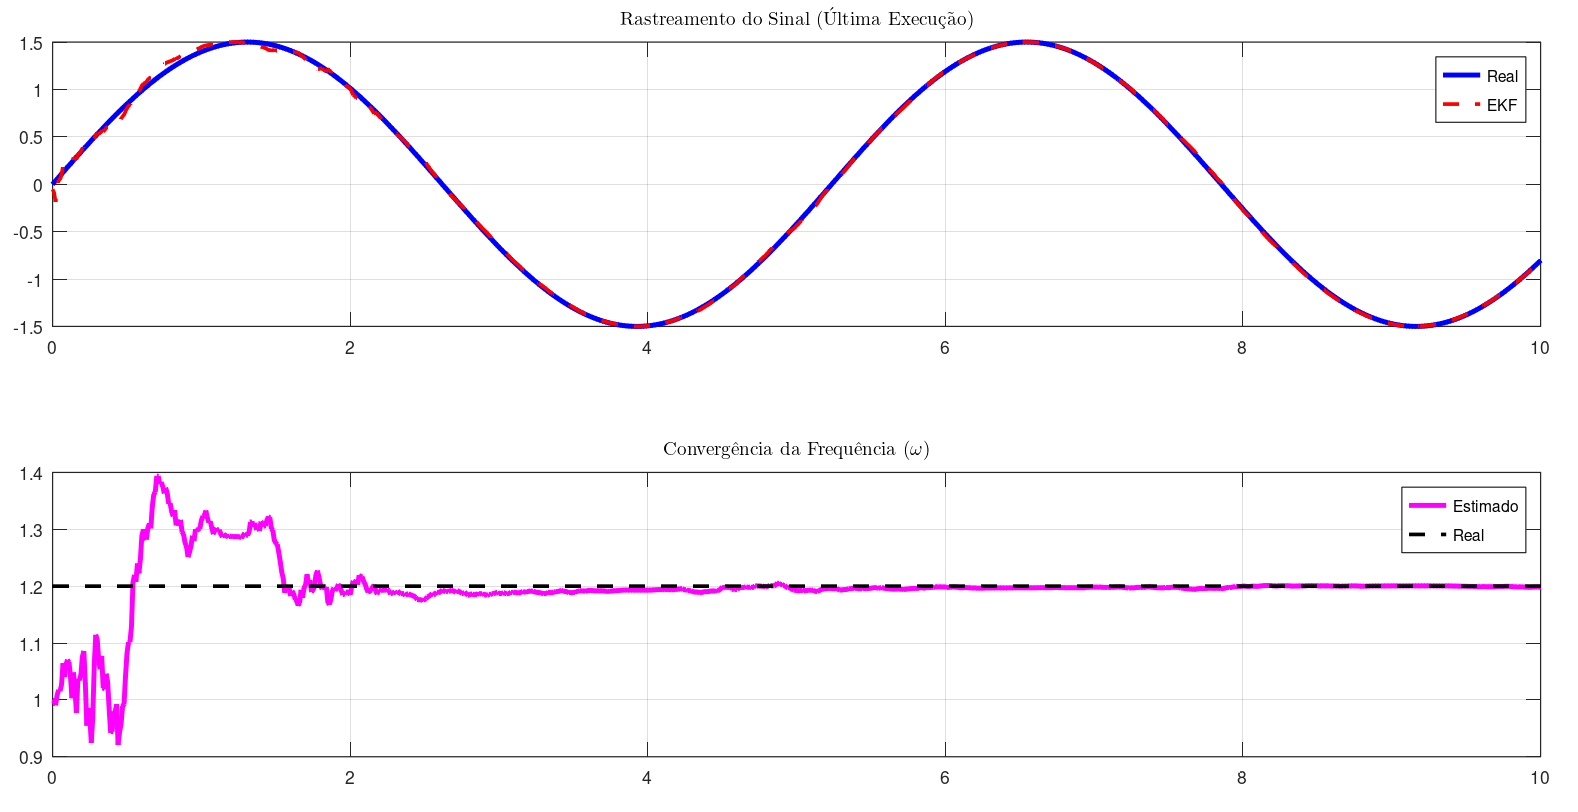 Rastreamento do Sinal (Última Execução)
1.5
1
0.5
0
-0.5
-1
-1.5
0 2 4 6 8 10
Real
EKF
Convergência da Frequência (ω)
1.4
1.3
1.2
1.1
1
0.9
0 2 4 6 8 10
Estimado
Real